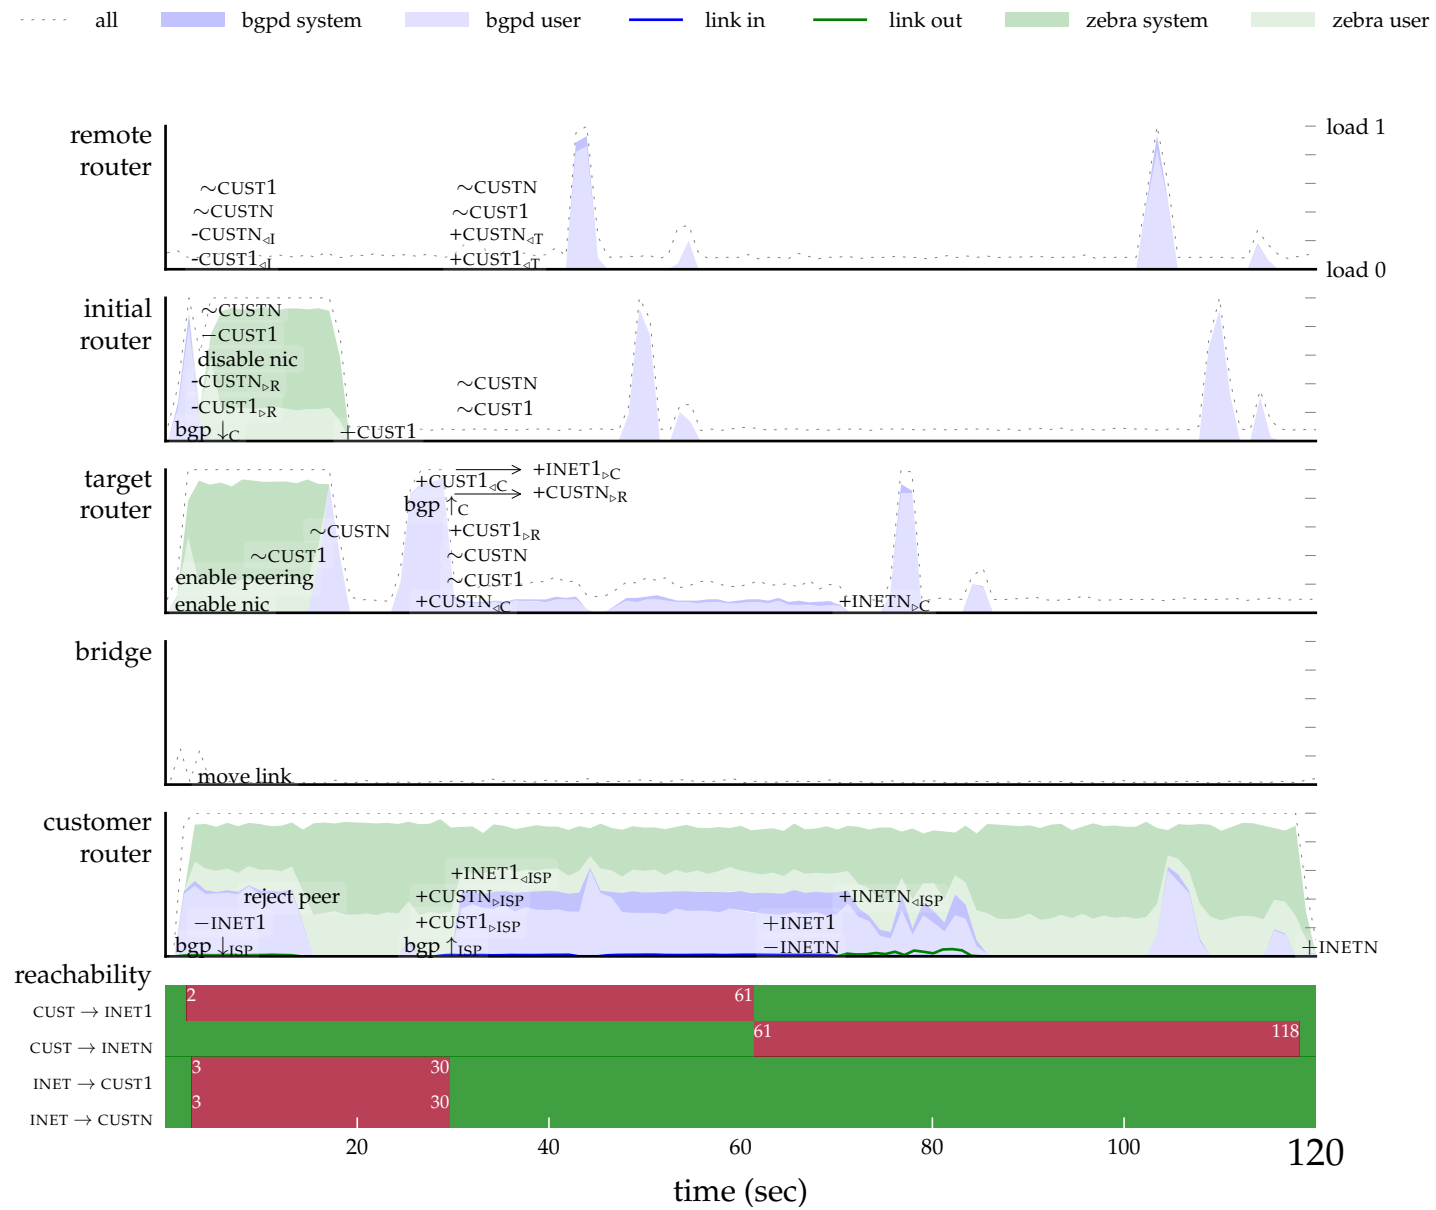 all bgpd system bgpd user link in link out zebra system zebra user
remote router
load 1
∼CUST1 ∼CUSTN
∼CUSTN ∼CUST1
-CUSTN◃I +CUSTN◃T
-CUST1◃I +CUST1◃T
load 0
initial router
∼CUSTN
−CUST1
disable nic
-CUSTN▹R ∼CUSTN
-CUST1▹R ∼CUST1
bgp ↓C +CUST1
target router
+CUST1◃C +INET1▹C
bgp ↑C +CUSTN▹R
∼CUSTN +CUST1▹R
∼CUST1 ∼CUSTN
enable peering ∼CUST1
enable nic +CUSTN◃C +INETN▹C
bridge
move link
customer router
+INET1◃ISP
reject peer +CUSTN▹ISP +INETN◃ISP
−INET1 +CUST1▹ISP +INET1
bgp ↓ISP bgp ↑ISP −INETN +INETN
reachability
CUST → INET1 2 61
CUST → INETN 61 118
INET → CUST1 3 30
INET → CUSTN 3 30
20 40 60 80 100 120
time (sec)